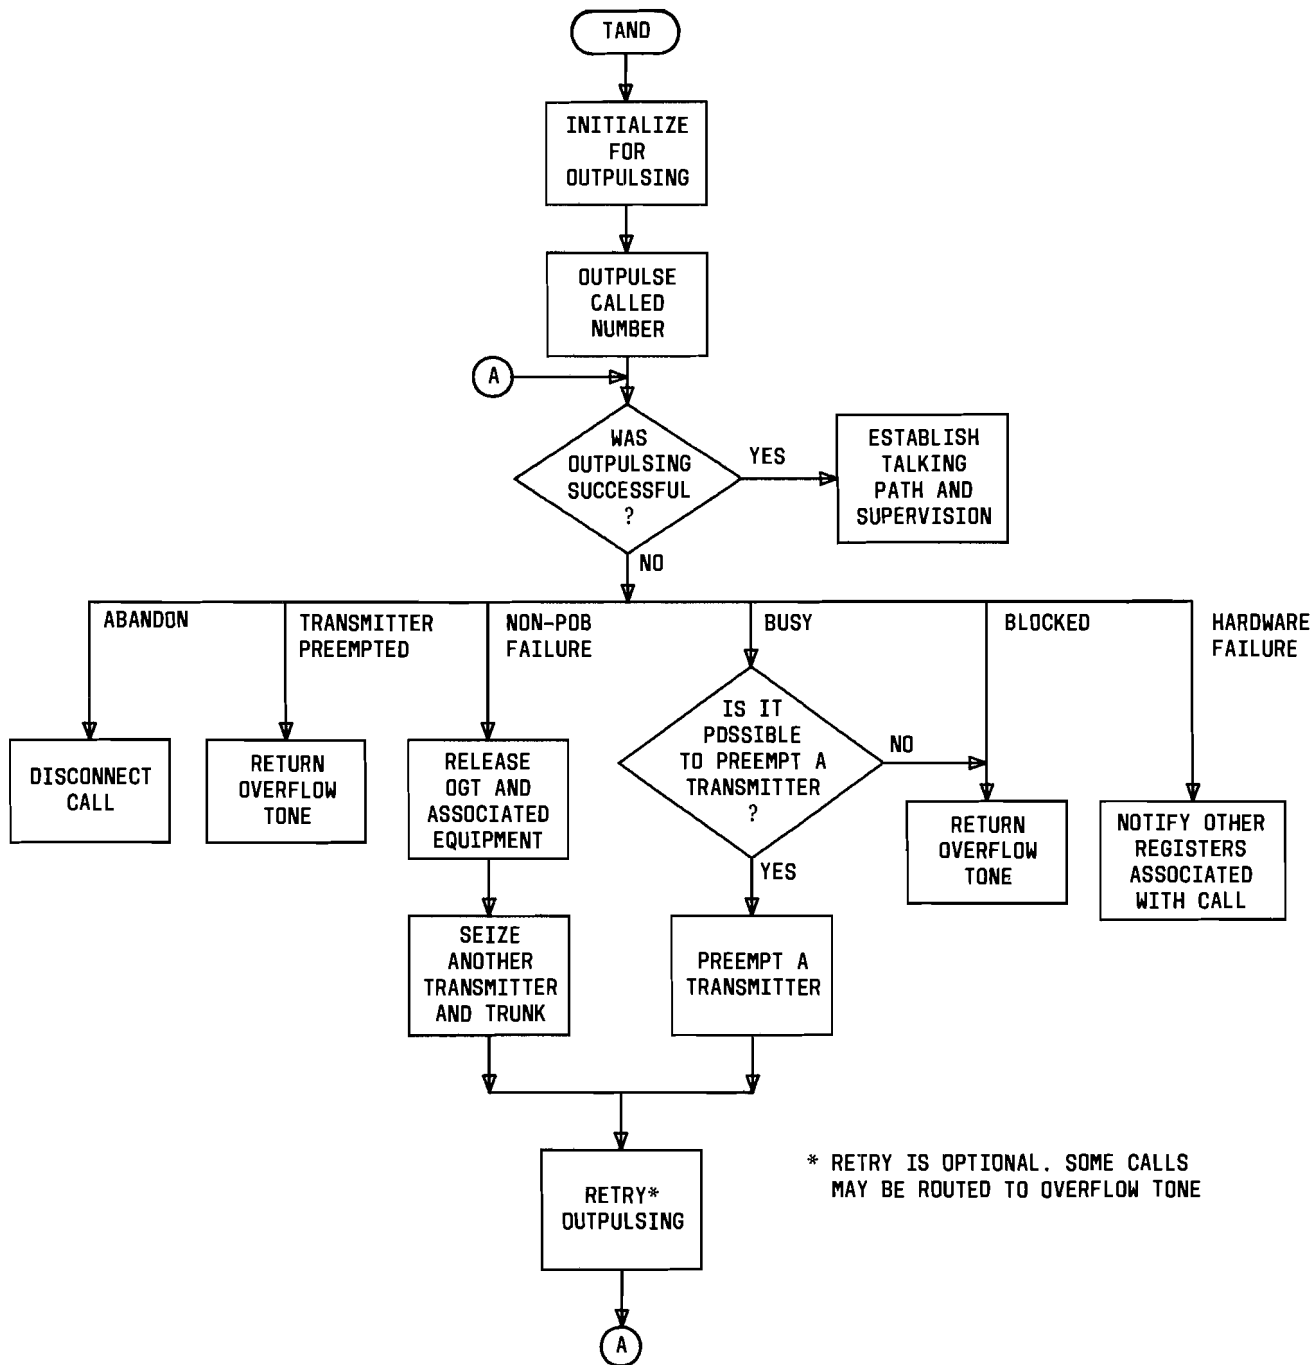 TAND
INITIALIZE
FOR
OUTPULSING
OUTPULSE
CALLED
NUMBER
A
WAS
OUTPULSING
SUCCESSFUL
?
YES
ESTABLISH
TALKING
PATH AND
SUPERVISION
NO
ABANDON
TRANSMITTER
PREEMPTED
NON-POB
FAILURE
BUSY
BLOCKED
HARDWARE
FAILURE
DISCONNECT
CALL
RETURN
OVERFLOW
TONE
RELEASE
OGT AND
ASSOCIATED
EQUIPMENT
IS IT
POSSIBLE
TO PREEMPT A
TRANSMITTER
?
NO
YES
RETURN
OVERFLOW
TONE
NOTIFY OTHER
REGISTERS
ASSOCIATED
WITH CALL
SEIZE
ANOTHER
TRANSMITTER
AND TRUNK
PREEMPT A
TRANSMITTER
RETRY*
OUTPULSING
* RETRY IS OPTIONAL. SOME CALLS
MAY BE ROUTED TO OVERFLOW TONE
A